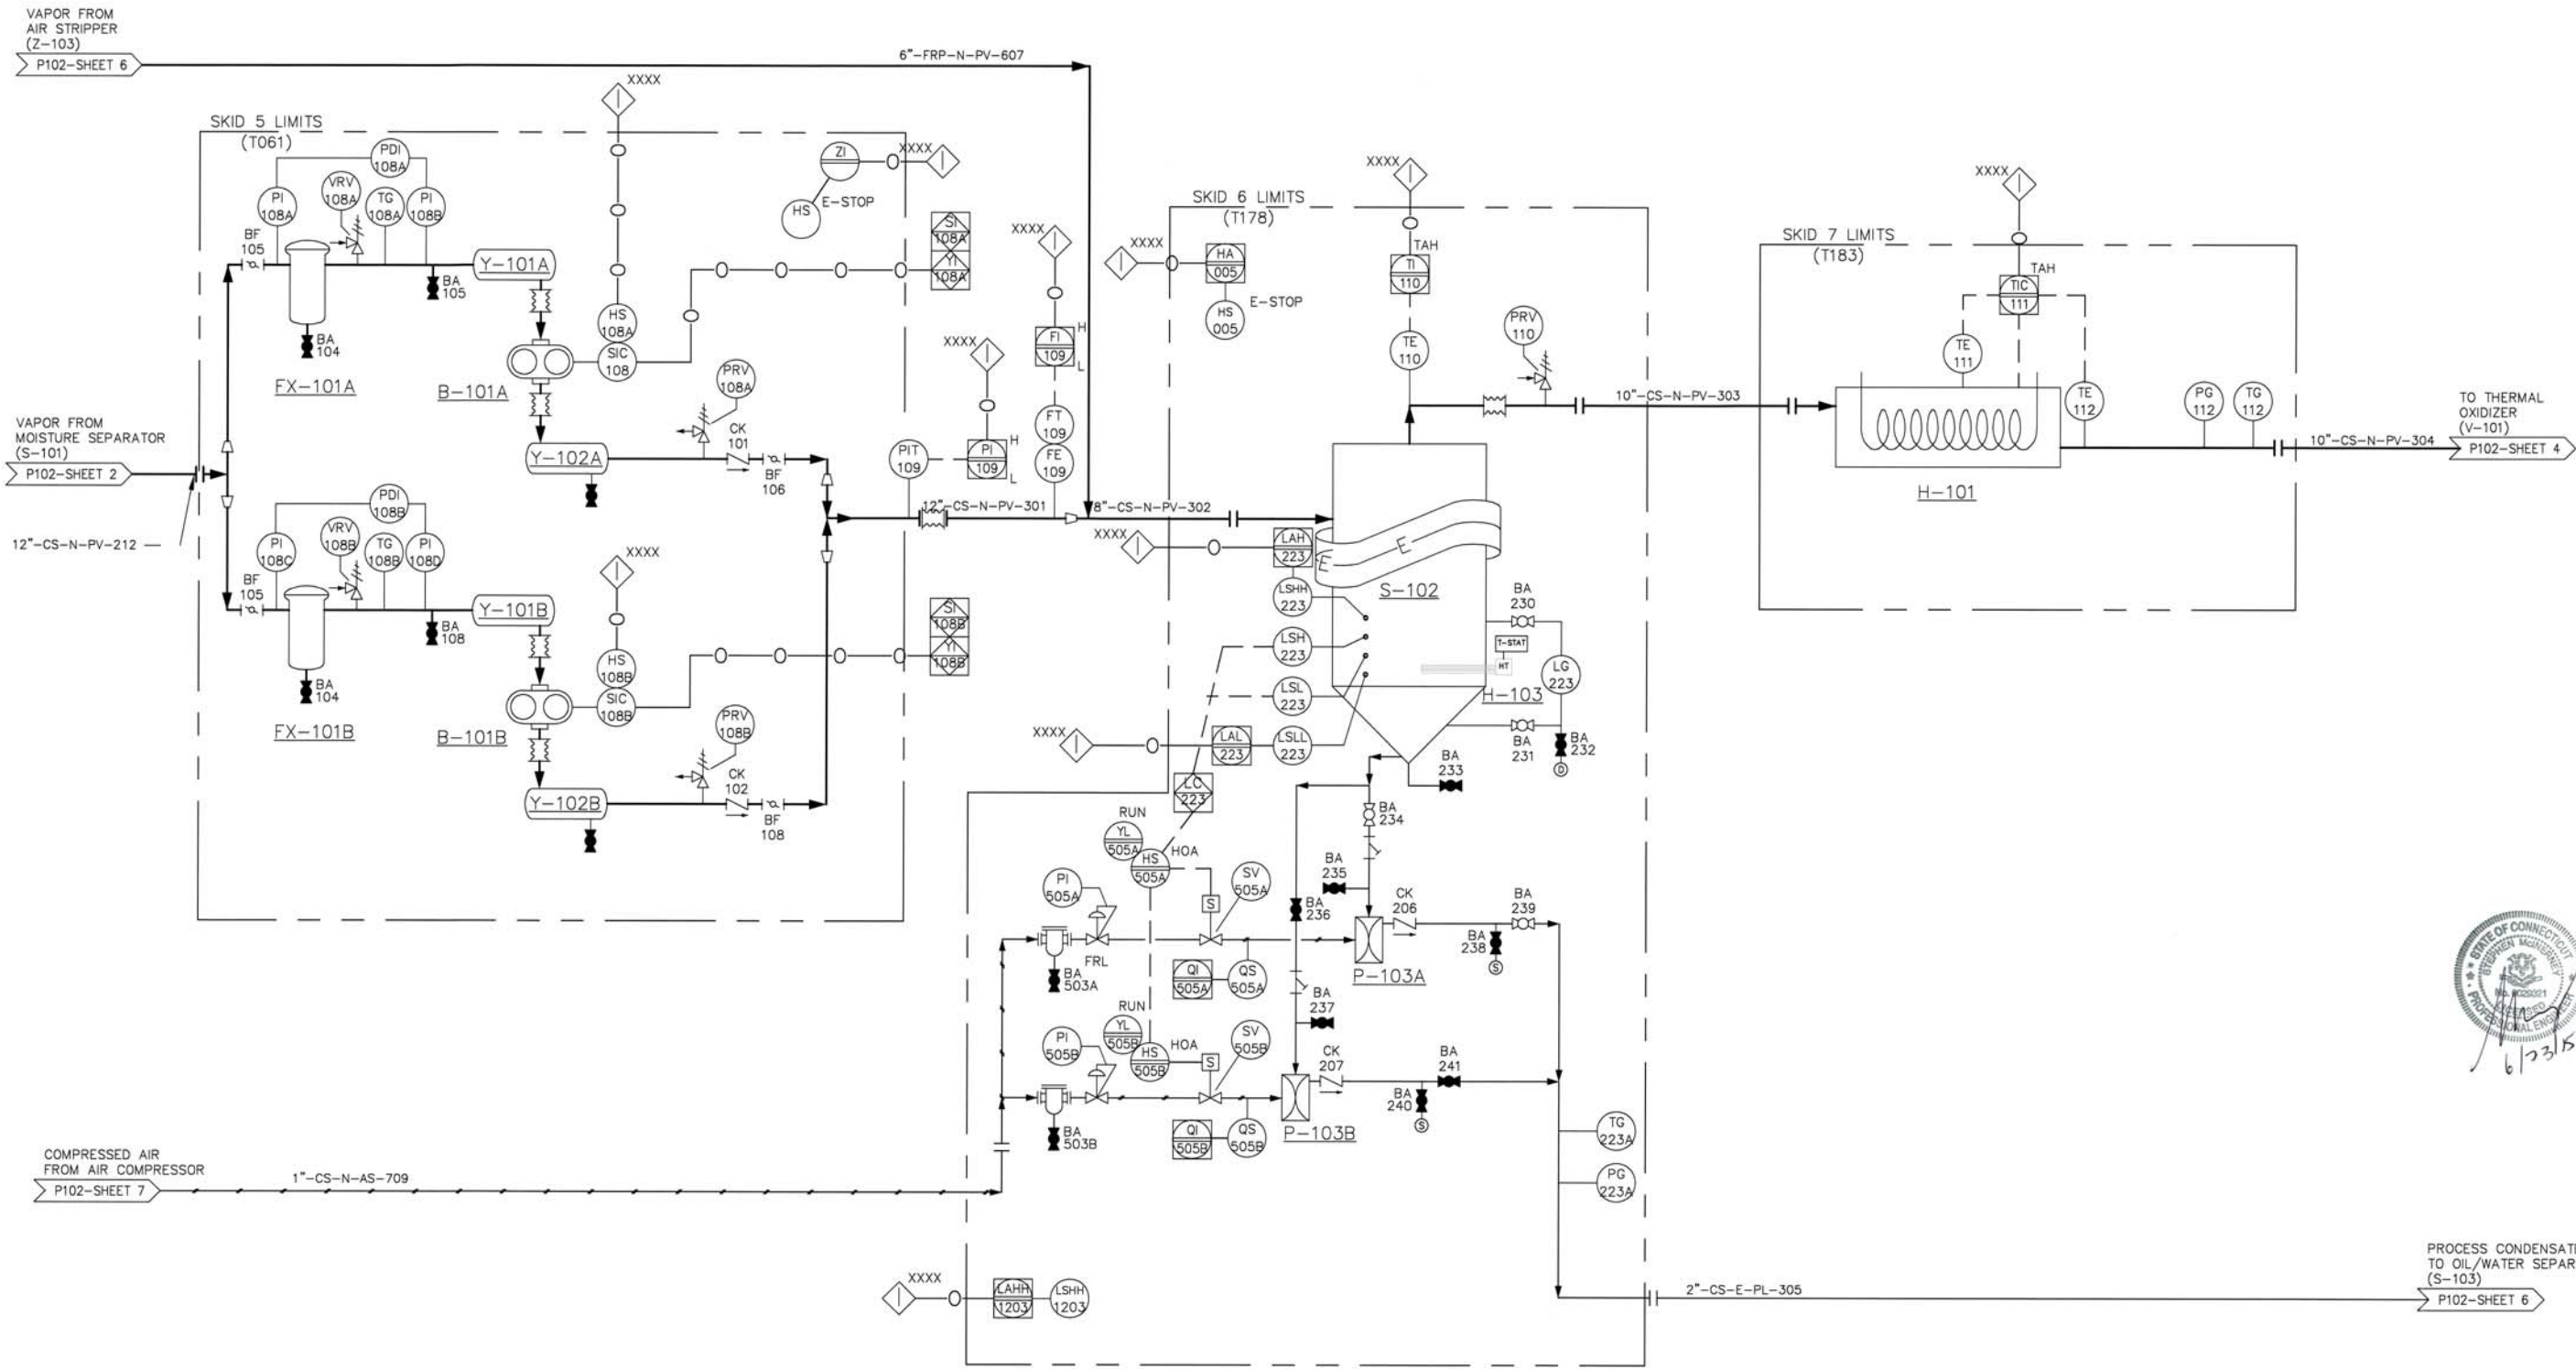 VAPOR FROM
AIR STRIPPER
(Z-103)
P102-SHEET 6
6"-FRP-N-PV-607
SKID 5 LIMITS
(T061)
XXXX
PDI
108A
PI
108A
VRV
108A
TG
108A
PI
108B
BF
105
Y-101A
BA
105
BA
104
FX-101A
B-101A
HS
108A
SIC
108
ZI
XXXX
HS
E-STOP
SI
108A
YI
108A
PRV
108A
CK
101
BF
106
Y-102A
VAPOR FROM
MOISTURE SEPARATOR
(S-101)
P102-SHEET 2
12"-CS-N-PV-212
PDI
108B
PI
108C
VRV
108B
TG
108B
PI
108D
BF
105
Y-101B
BA
108
BA
104
FX-101B
B-101B
XXXX
HS
108B
SIC
108B
SI
108B
YI
108B
PRV
108B
CK
102
BF
108
Y-102B
XXXX
FI
109
H
L
XXXX
PI
109
H
L
PIT
109
FT
109
FE
109
12"-CS-N-PV-301
8"-CS-N-PV-302
SKID 6 LIMITS
(T178)
XXXX
HA
005
HS
005
E-STOP
XXXX
TAH
TI
110
TE
110
PRV
110
10"-CS-N-PV-303
XXXX
LAH
223
LSHH
223
LSH
223
LSL
223
XXXX
LAL
223
LSLL
223
LC
223
E
E
S-102
T-STAT
HT
H-103
BA
230
LG
223
BA
231
BA
232
D
BA
233
BA
234
BA
235
BA
236
BA
237
RUN
YL
505A
HS
505A
HOA
PI
505A
S
SV
505A
FRL
BA
503A
QI
505A
QS
505A
P-103A
CK
206
BA
238
S
BA
239
RUN
YL
505B
HS
505B
HOA
PI
505B
S
SV
505B
BA
503B
QI
505B
QS
505B
P-103B
CK
207
BA
240
S
BA
241
TG
223A
PG
223A
COMPRESSED AIR
FROM AIR COMPRESSOR
P102-SHEET 7
1"-CS-N-AS-709
XXXX
LAHH
1203
LSHH
1203
2"-CS-E-PL-305
PROCESS CONDENSAT
TO OIL/WATER SEPAR
(S-103)
P102-SHEET 6
SKID 7 LIMITS
(T183)
XXXX
TAH
TIC
111
TE
111
TE
112
PG
112
TG
112
H-101
10"-CS-N-PV-304
TO THERMAL
OXIDIZER
(V-101)
P102-SHEET 4
STATE OF CONNECTICUT
STEPHEN McINERNEY
PROFESSIONAL ENGINEER